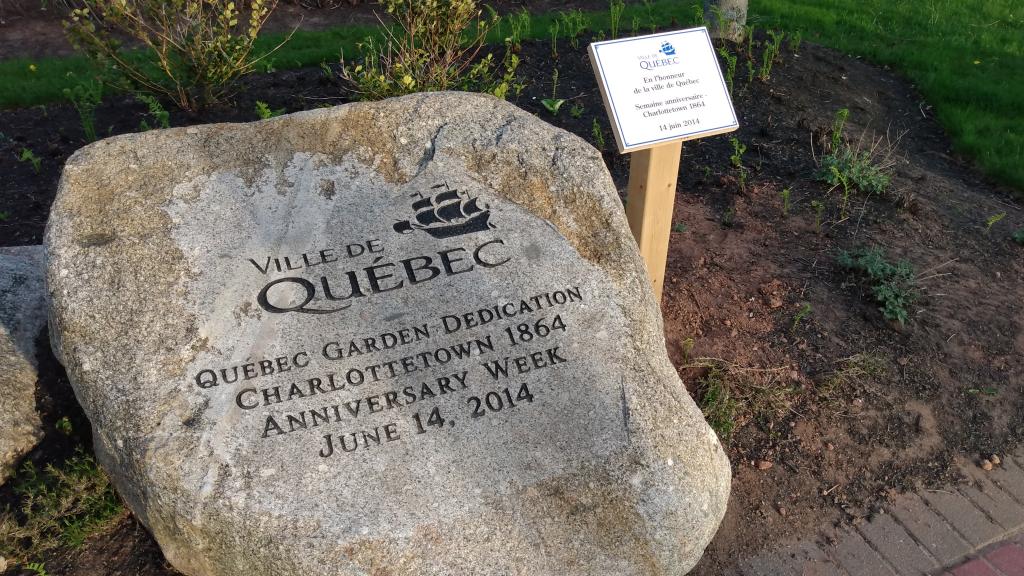 VILLE DE
QUÉBEC
QUEBEC GARDEN DEDICATION
CHARLOTTETOWN 1864
ANNIVERSARY WEEK
JUNE 14, 2014
VILLE DE
QUÉBEC
En l'honneur
de la ville de Québec
Semaine anniversaire -
Charlottetown 1864
14 juin 2014